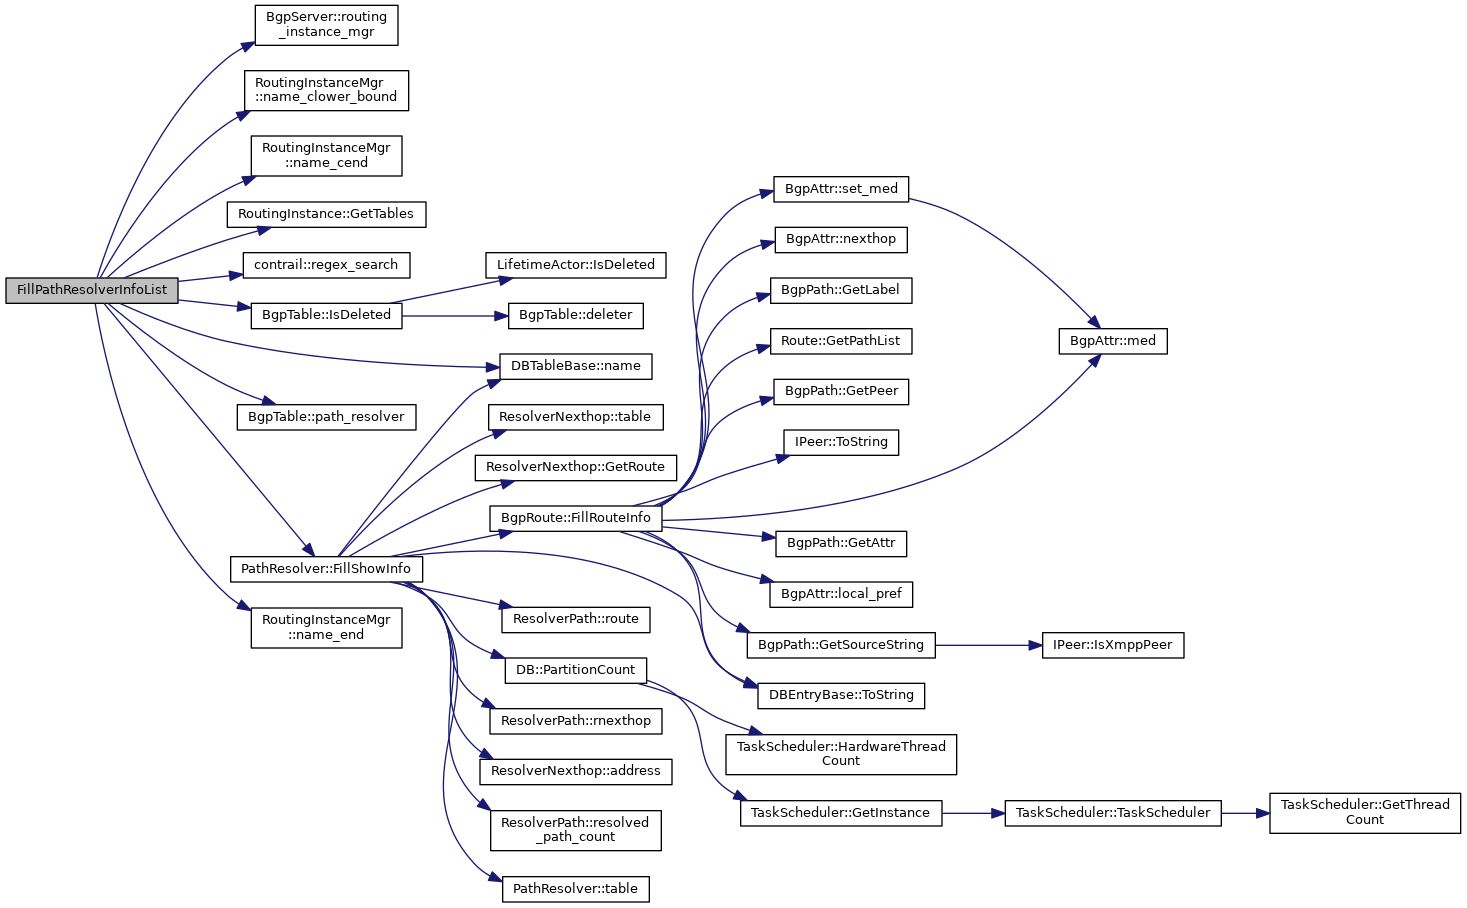 FillPathResolverInfoList
BgpServer::routing
_instance_mgr
RoutingInstanceMgr
::name_clower_bound
RoutingInstanceMgr
::name_cend
RoutingInstance::GetTables
contrail::regex_search
BgpTable::IsDeleted
BgpTable::path_resolver
PathResolver::FillShowInfo
RoutingInstanceMgr
::name_end
LifetimeActor::IsDeleted
BgpTable::deleter
DBTableBase::name
ResolverNexthop::table
ResolverNexthop::GetRoute
BgpRoute::FillRouteInfo
ResolverPath::route
DB::PartitionCount
ResolverPath::rnexthop
ResolverNexthop::address
ResolverPath::resolved
_path_count
PathResolver::table
BgpAttr::set_med
BgpAttr::nexthop
BgpPath::GetLabel
Route::GetPathList
BgpPath::GetPeer
IPeer::ToString
BgpPath::GetAttr
BgpAttr::local_pref
BgpPath::GetSourceString
DBEntryBase::ToString
TaskScheduler::HardwareThread
Count
TaskScheduler::GetInstance
BgpAttr::med
IPeer::IsXmppPeer
TaskScheduler::TaskScheduler
TaskScheduler::GetThread
Count